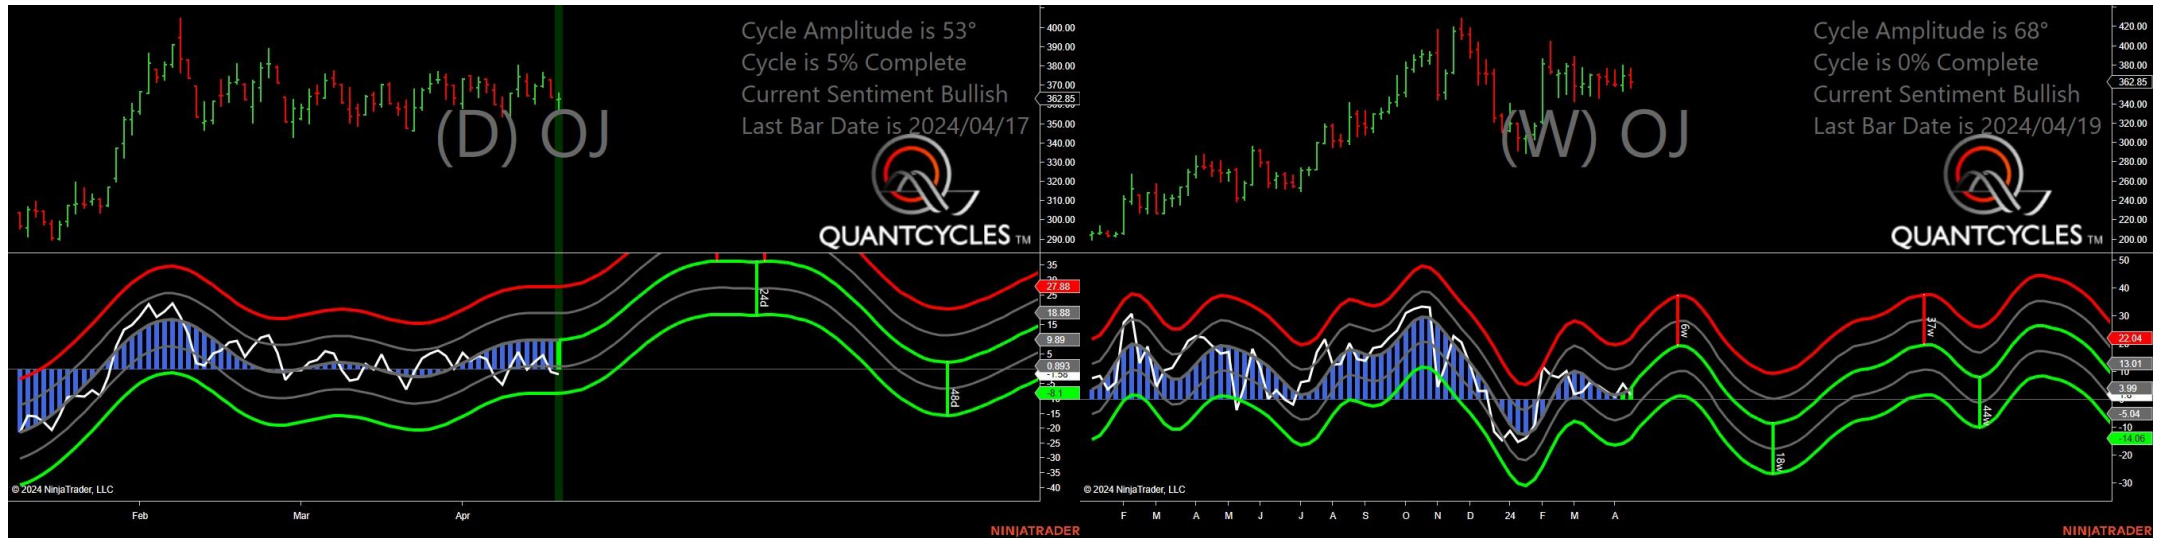 Cycle Amplitude is 53°
Cycle is 5% Complete
Current Sentiment Bullish
Last Bar Date is 2024/04/17
(D) OJ
QUANTCYCLES TM
400.00
390.00
380.00
370.00
362.85
350.00
340.00
330.00
320.00
310.00
300.00
290.00
35
27.88
25
18.88
15
9.89
5
0.893
-1.58
-5
-8.1
-15
-20
-25
-30
-35
-40
24d
48d
© 2024 NinjaTrader, LLC
Feb Mar Apr
NINJATRADER
Cycle Amplitude is 68°
Cycle is 0% Complete
Current Sentiment Bullish
Last Bar Date is 2024/04/19
(W) OJ
QUANTCYCLES TM
420.00
400.00
380.00
362.85
340.00
320.00
300.00
280.00
260.00
240.00
220.00
200.00
50
40
30
22.04
13.01
10
3.99
-5.04
-10
-14.06
-20
-30
6w
18w
37w
44w
© 2024 NinjaTrader, LLC
F M A M J J A S O N D 24 F M A
NINJATRADER